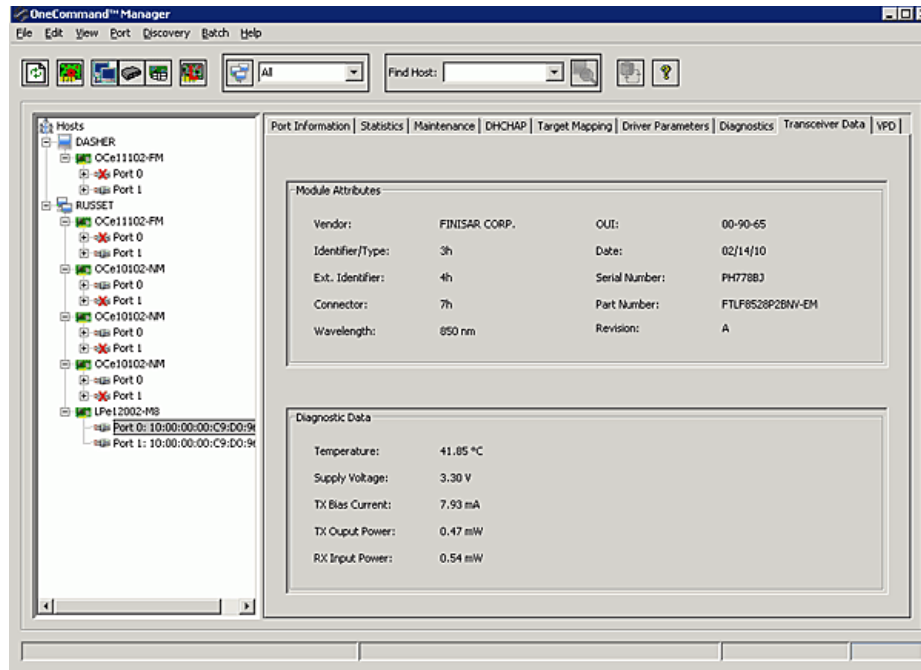 OneCommand™ Manager
File Edit View Port Discovery Batch Help
All Find Host:
Hosts
DASHER
OCe11102-FM
Port 0
Port 1
RUSSET
OCe11102-FM
Port 0
Port 1
OCe10102-NM
Port 0
Port 1
OCe10102-NM
Port 0
Port 1
OCe10102-NM
Port 0
Port 1
LPe12002-M8
Port 0: 10:00:00:00:C9:D0:9
Port 1: 10:00:00:00:C9:D0:9
Port Information Statistics Maintenance DHCHAP Target Mapping Driver Parameters Diagnostics Transceiver Data VPD
Module Attributes
Vendor: FINISAR CORP. OUI: 00-90-65
Identifier/Type: 3h Date: 02/14/10
Ext. Identifier: 4h Serial Number: PH778BJ
Connector: 7h Part Number: FTLF8528P2BNV-EM
Wavelength: 850 nm Revision: A
Diagnostic Data
Temperature: 41.85 °C
Supply Voltage: 3.30 V
TX Bias Current: 7.93 mA
TX Ouput Power: 0.47 mW
RX Input Power: 0.54 mW